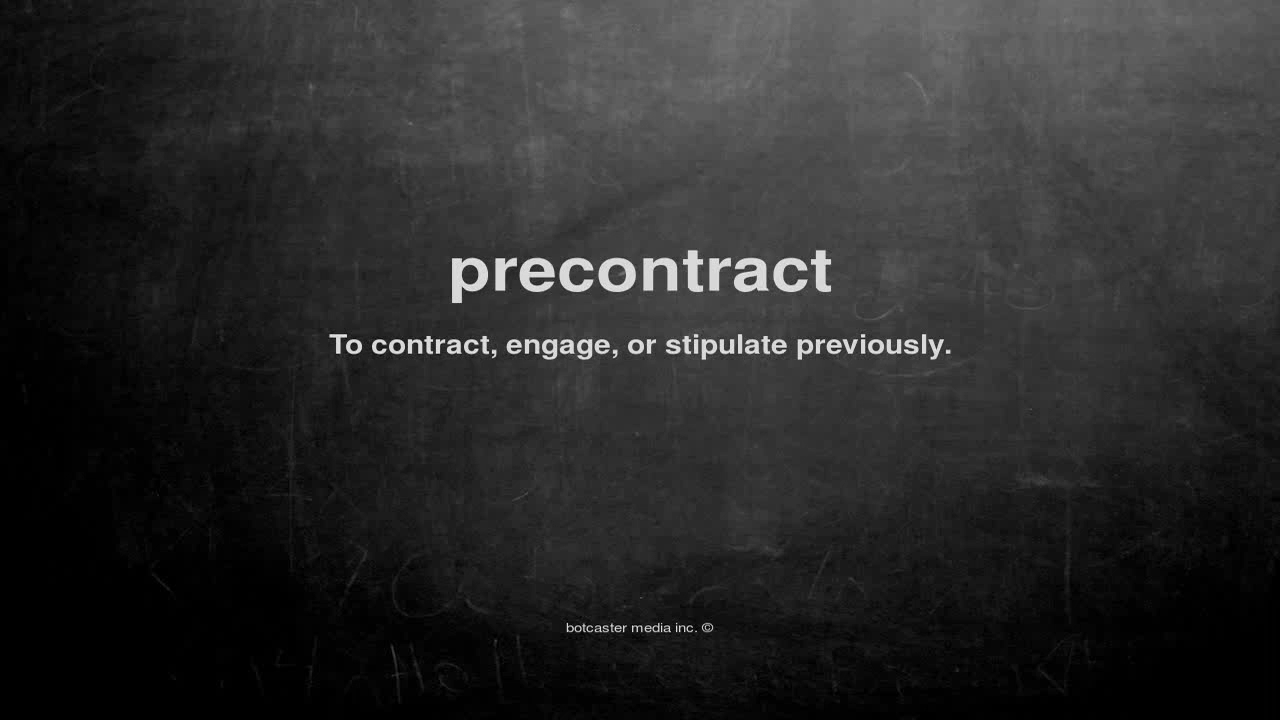 precontract
To contract, engage, or stipulate previously.
botcaster media inc. ©